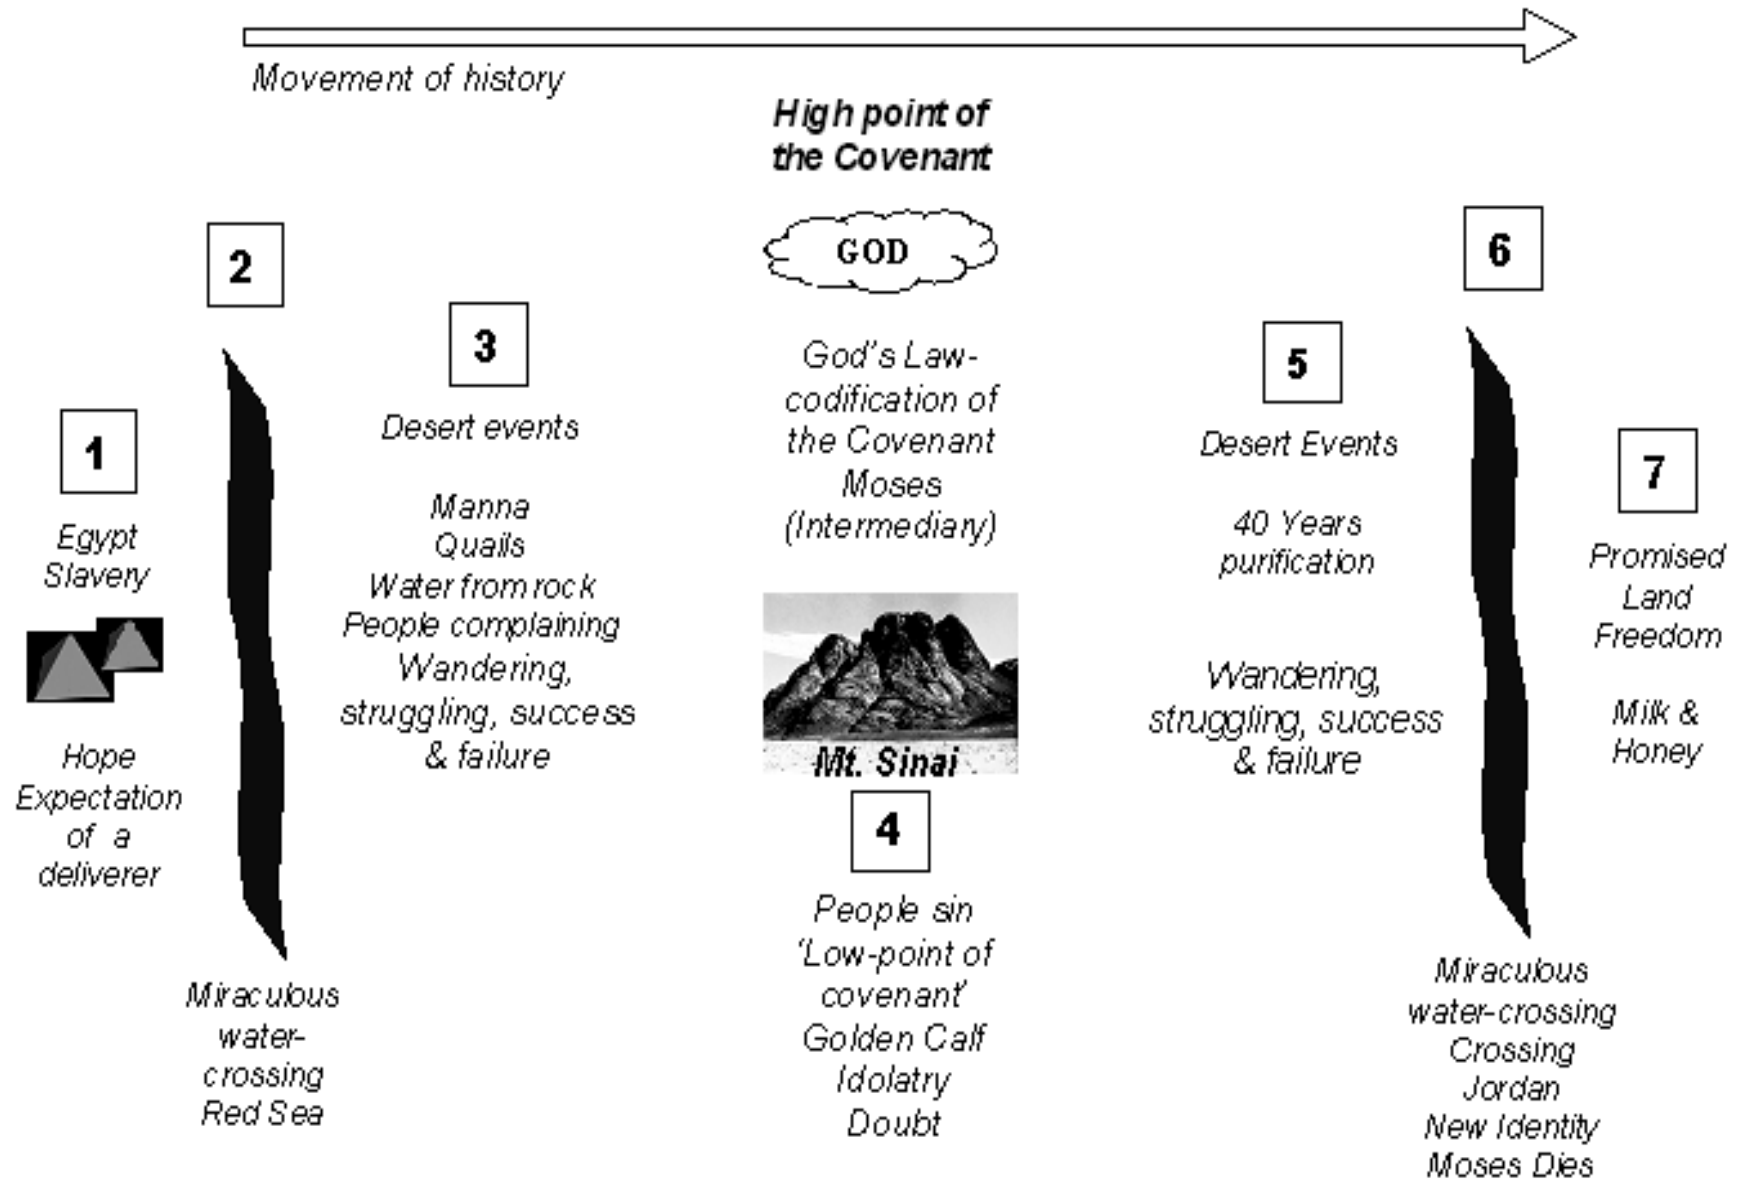 Movement of history
High point of
the Covenant
GOD
God's Law-
codification of
the Covenant
Moses
(Intermediary)
Mt. Sinai
4
People sin
'Low-point of
covenant'
Golden Calf
Idolatry
Doubt
1
Egypt
Slavery
Hope
Expectation
of a
deliverer
2
Miraculous
water-
crossing
Red Sea
3
Desert events
Manna
Quails
Water from rock
People complaining
Wandering,
struggling, success
& failure
5
Desert Events
40 Years
purification
Wandering,
struggling, success
& failure
6
Miraculous
water-crossing
Crossing
Jordan
New Identity
Moses Dies
7
Promised
Land
Freedom
Milk &
Honey